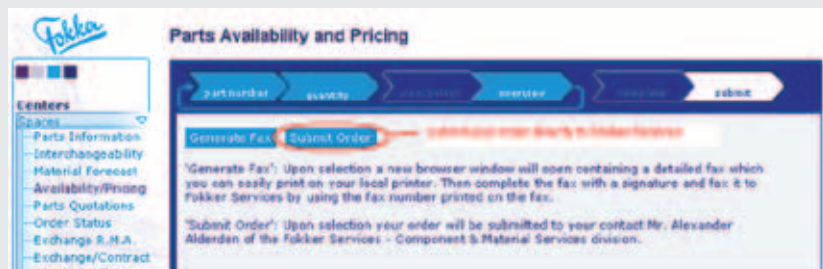 Fokker
Parts Availability and Pricing
part number
quantity
overview
submit
Centers
Spaces
Parts Information
Interchangeability
Material Forecast
Availability/Pricing
Parts Quotations
Order Status
Exchange R.M.A.
Exchange/Contract
Generate Fax
Submit Order
'Generate Fax': Upon selection a new browser window will open containing a detailed fax which
you can easily print on your local printer. Then complete the fax with a signature and fax it to
Fokker Services by using the fax number printed on the fax.
'Submit Order': Upon selection your order will be submitted to your contact Mr. Alexander
Alderden of the Fokker Services - Component & Material Services division.